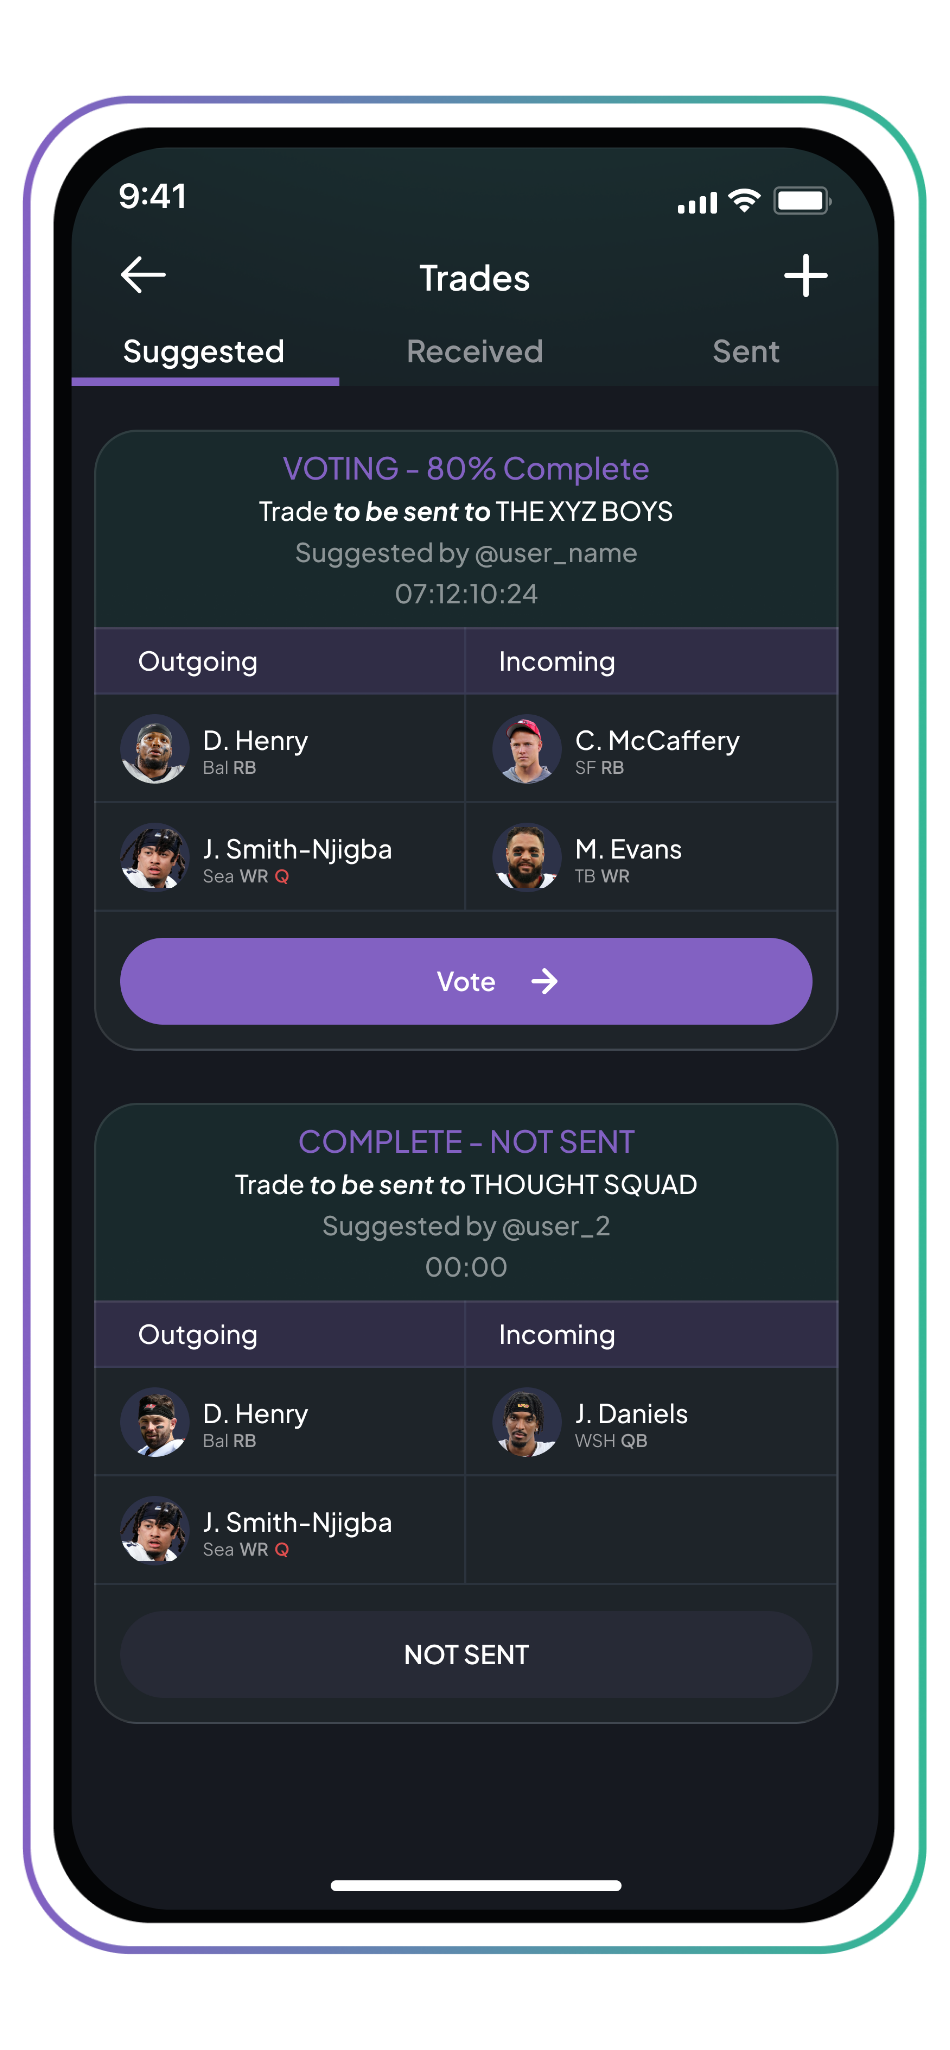 9:41
Trades
Suggested Received Sent
VOTING - 80% Complete
Trade to be sent to THE XYZ BOYS
Suggested by @user_name
07:12:10:24
Outgoing Incoming
D. Henry C. McCaffery
Bal RB SF RB
J. Smith-Njigba M. Evans
Sea WR Q TB WR
Vote
COMPLETE - NOT SENT
Trade to be sent to THOUGHT SQUAD
Suggested by @user_2
00:00
Outgoing Incoming
D. Henry J. Daniels
Bal RB WSH QB
J. Smith-Njigba
Sea WR Q
NOT SENT